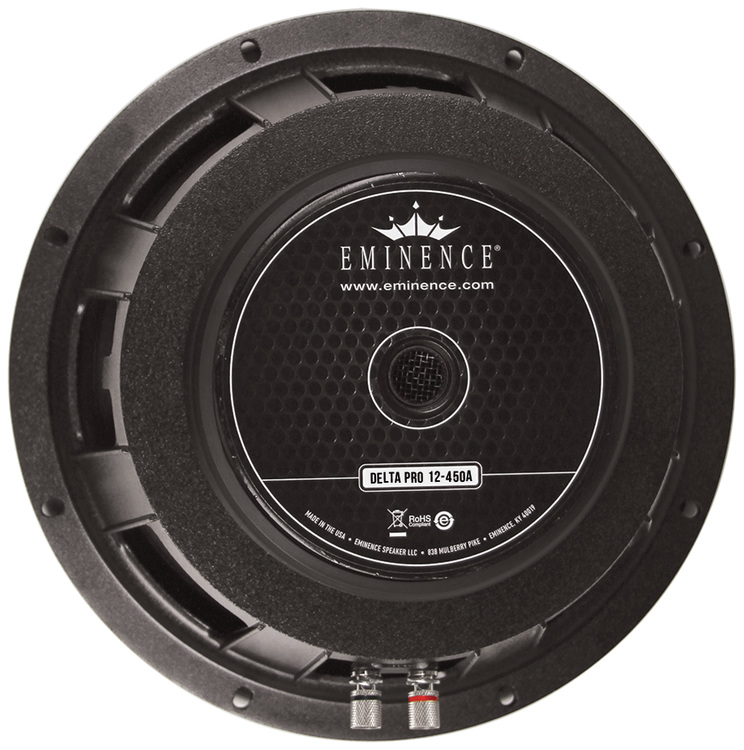 EMINENCE®
www.eminence.com
DELTA PRO 12-450A
RoHS
Compliant
e
MADE IN THE USA • EMINENCE SPEAKER LLC • 838 MULBERRY PIKE • EMINENCE, KY 40019